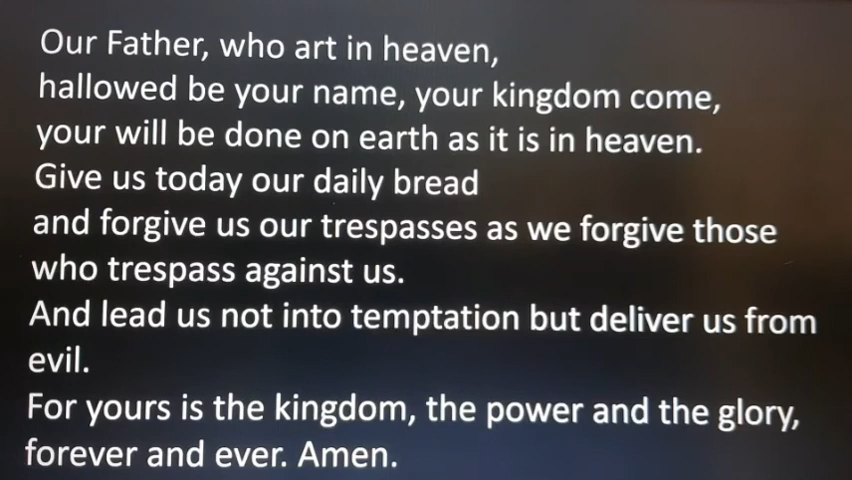 Our Father, who art in heaven,
hallowed be your name, your kingdom come,
your will be done on earth as it is in heaven.
Give us today our daily bread
and forgive us our trespasses as we forgive those
who trespass against us.
And lead us not into temptation but deliver us from
evil.
For yours is the kingdom, the power and the glory,
forever and ever. Amen.